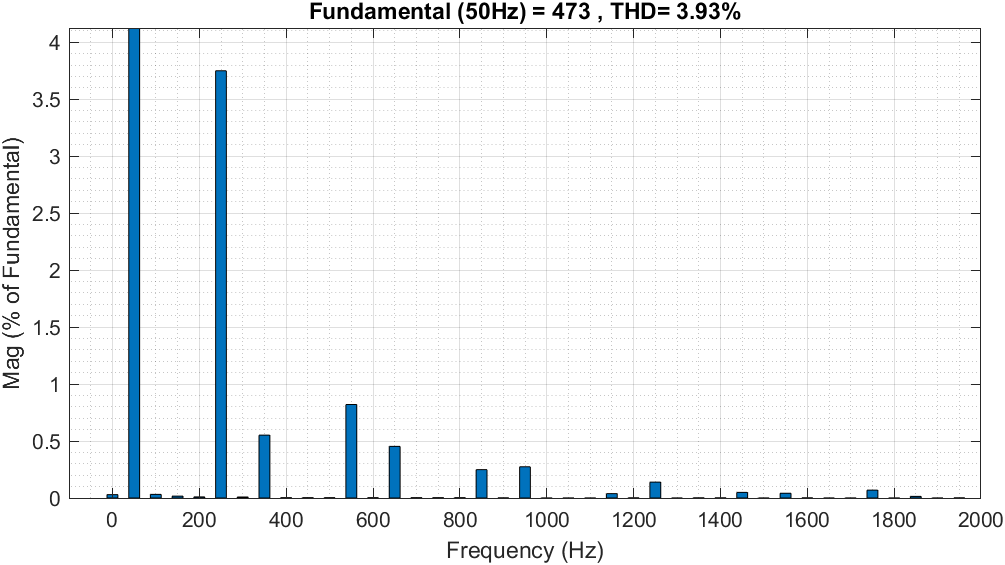 Fundamental (50Hz) = 473 , THD= 3.93%
Mag (% of Fundamental)
4
3.5
3
2.5
2
1.5
1
0.5
0
0 200 400 600 800 1000 1200 1400 1600 1800 2000
Frequency (Hz)